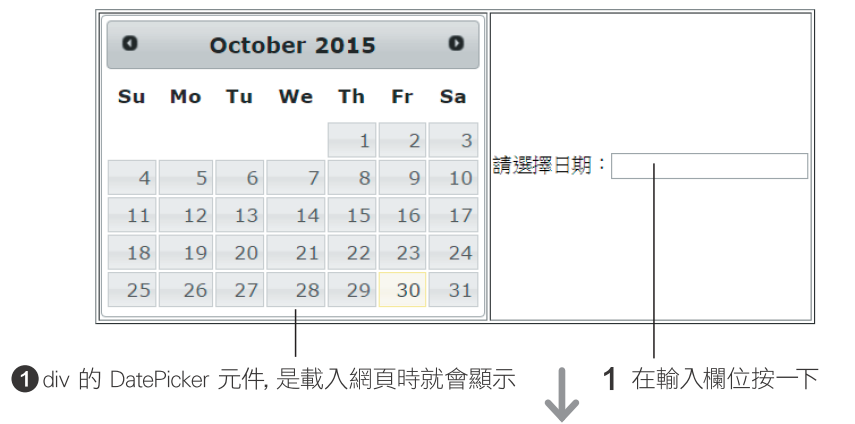 October 2015
Su Mo Tu We Th Fr Sa
1 2 3
4 5 6 7 8 9 10
11 12 13 14 15 16 17
18 19 20 21 22 23 24
25 26 27 28 29 30 31
請選擇日期：
❶ div 的 DatePicker 元件, 是載入網頁時就會顯示
1 在輸入欄位按一下